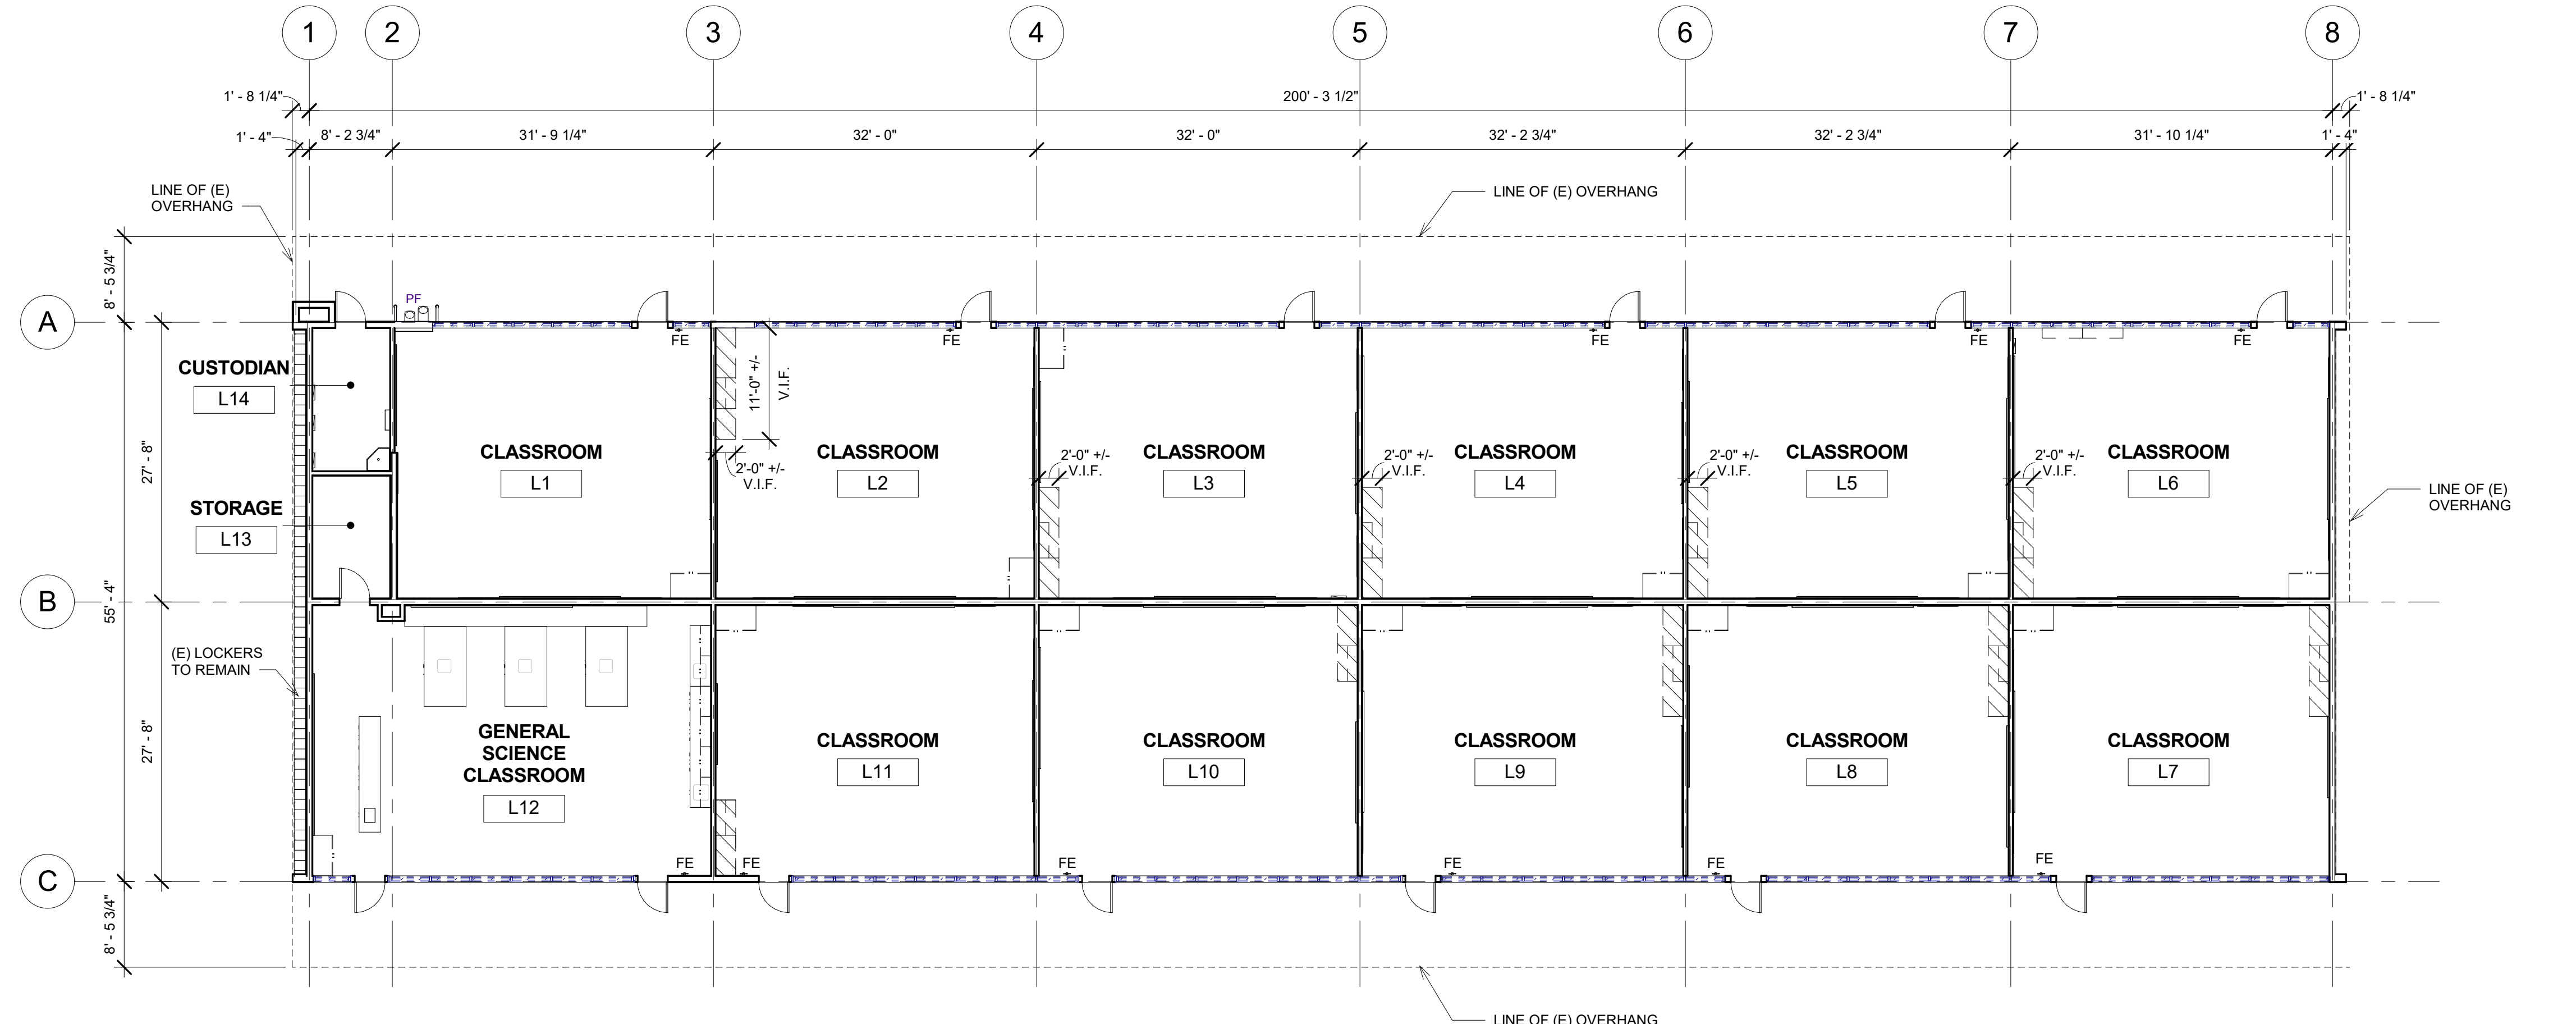 1 2 3 4 5 6 7 8
1' - 8 1/4" 200' - 3 1/2" 1' - 8 1/4"
1' - 4" 8' - 2 3/4" 31' - 9 1/4" 32' - 0" 32' - 0" 32' - 2 3/4" 32' - 2 3/4" 31' - 10 1/4" 1' - 4"
LINE OF (E)
OVERHANG
LINE OF (E) OVERHANG
8' - 5 3/4"
A
PF
FE FE FE FE FE
CUSTODIAN
L14
11'-0" +/-
V.I.F.
27' - 8"
CLASSROOM CLASSROOM CLASSROOM CLASSROOM CLASSROOM CLASSROOM
L1 L2 L3 L4 L5 L6
2'-0" +/-
V.I.F.
2'-0" +/-
V.I.F.
2'-0" +/-
V.I.F.
2'-0" +/-
V.I.F.
2'-0" +/-
V.I.F.
STORAGE
L13
LINE OF (E)
OVERHANG
B
55' - 4"
(E) LOCKERS
TO REMAIN
27' - 8"
GENERAL
SCIENCE
CLASSROOM
L12
CLASSROOM CLASSROOM CLASSROOM CLASSROOM CLASSROOM
L11 L10 L9 L8 L7
FE FE FE FE FE FE
C
8' - 5 3/4"
LINE OF (E) OVERHANG